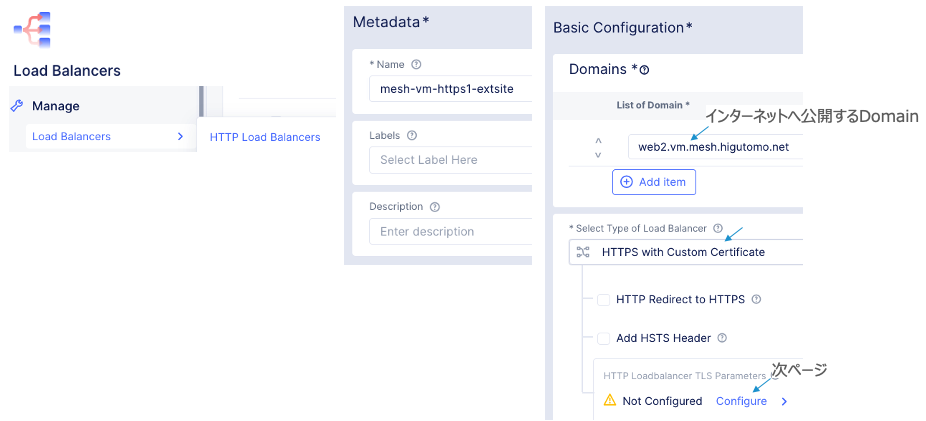 Load Balancers
Manage
Load Balancers
HTTP Load Balancers
Metadata*
* Name
mesh-vm-https1-extsite
Labels
Select Label Here
Description
Enter description
Basic Configuration*
Domains *
List of Domain *
インターネットへ公開するDomain
web2.vm.mesh.higutomo.net
Add item
* Select Type of Load Balancer
HTTPS with Custom Certificate
HTTP Redirect to HTTPS
Add HSTS Header
HTTP Loadbalancer TLS Parameters
次ページ
Not Configured Configure